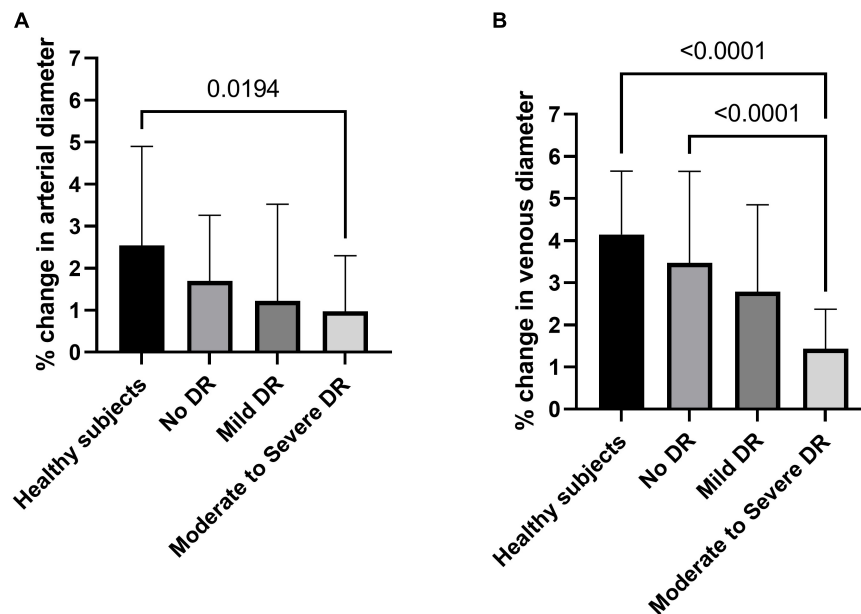 A
% change in arterial diameter
7
6
5
4
3
2
1
0
0.0194
Healthy subjects
No DR
Mild DR
Moderate to Severe DR
B
% change in venous diameter
7
6
5
4
3
2
1
0
<0.0001
<0.0001
Healthy subjects
No DR
Mild DR
Moderate to Severe DR